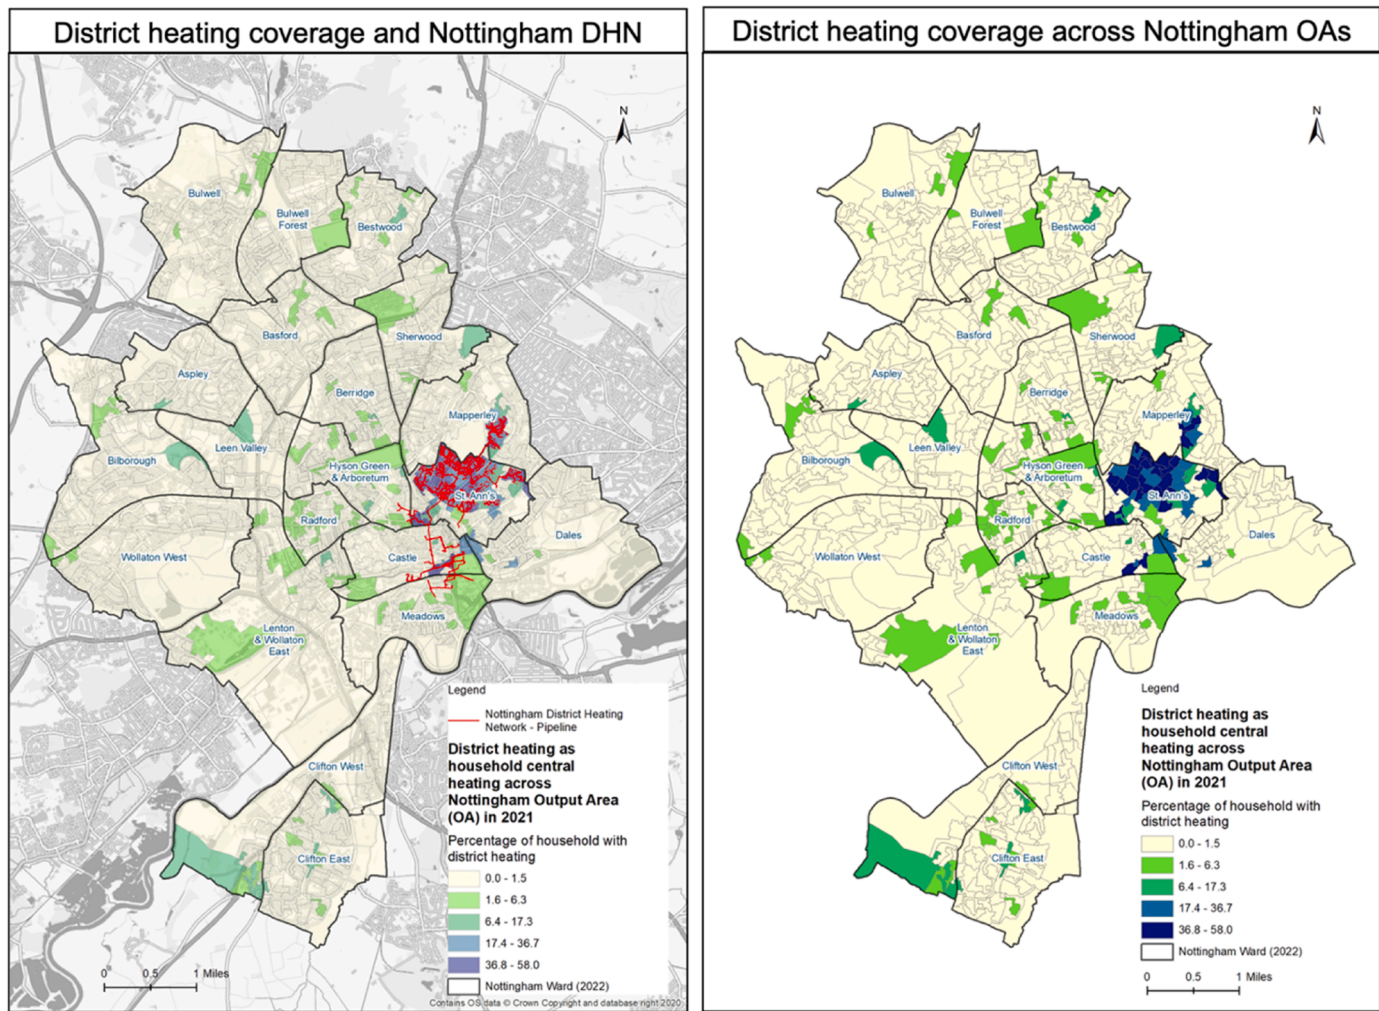 District heating coverage and Nottingham DHN
N
Bulwell
Bulwell
Forest
Bestwood
Basford
Sherwood
Aspley
Berridge
Mapperley
Leen Valley
Bilborough
Hyson Green
& Arboretum
St. Ann's
Radford
Wollaton West
Castle
Dales
Meadows
Lenton
& Wollaton
East
Clifton West
Clifton East
Legend
Nottingham District Heating
Network - Pipeline
District heating as
household central
heating across
Nottingham Output Area
(OA) in 2021
Percentage of household with
district heating
0.0 - 1.5
1.6 - 6.3
6.4 - 17.3
17.4 - 36.7
36.8 - 58.0
Nottingham Ward (2022)
0 0.5 1 Miles
Contains OS data © Crown Copyright and database right 2020
District heating coverage across Nottingham OAs
N
Bulwell
Bulwell
Forest
Bestwood
Basford
Sherwood
Aspley
Berridge
Mapperley
Leen Valley
Bilborough
Hyson Green
& Arboretum
St. Ann's
Radford
Wollaton West
Castle
Dales
Meadows
Lenton
& Wollaton
East
Clifton West
Clifton East
Legend
District heating as
household central
heating across
Nottingham Output Area
(OA) in 2021
Percentage of household with
district heating
0.0 - 1.5
1.6 - 6.3
6.4 - 17.3
17.4 - 36.7
36.8 - 58.0
Nottingham Ward (2022)
0 0.5 1 Miles